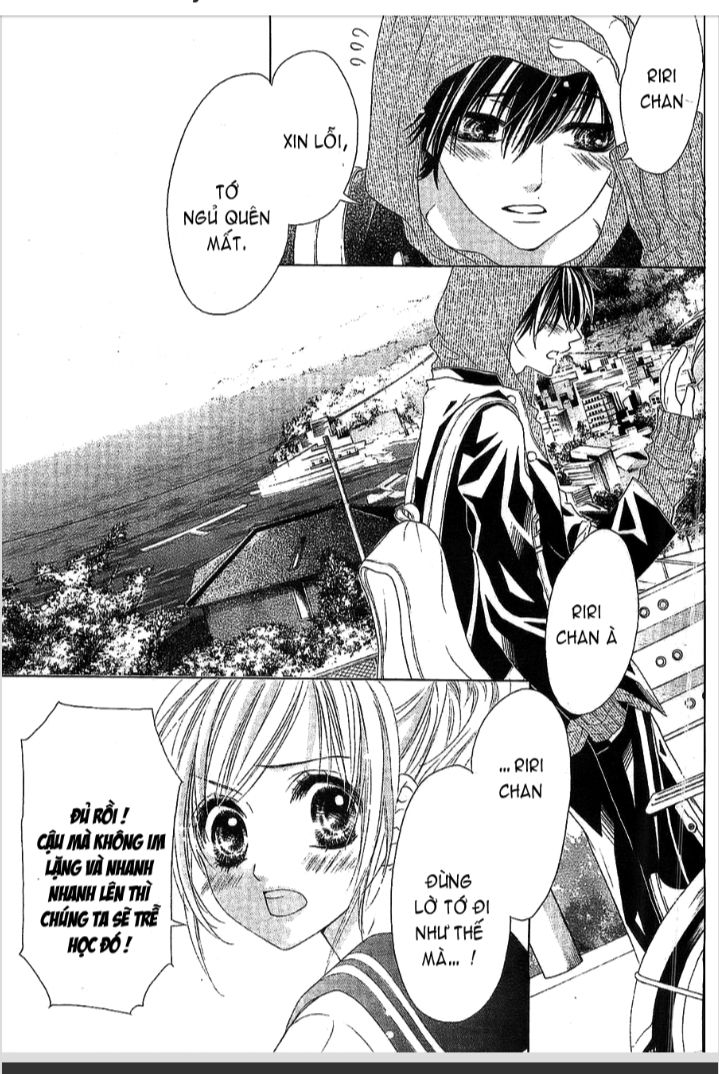 RIRI
CHAN
XIN LỖI,
TỚ
NGỦ QUÊN
MẤT.
RIRI
CHAN À
... RIRI
CHAN
ĐỪNG
LỜ TỚ ĐI
NHƯ THẾ
MÀ... !
ĐỦ RỒI !
CẬU MÀ KHÔNG IM
LẶNG VÀ NHANH
NHANH LÊN THÌ
CHŨNG TA SẼ TRỄ
HỌC ĐÓ !